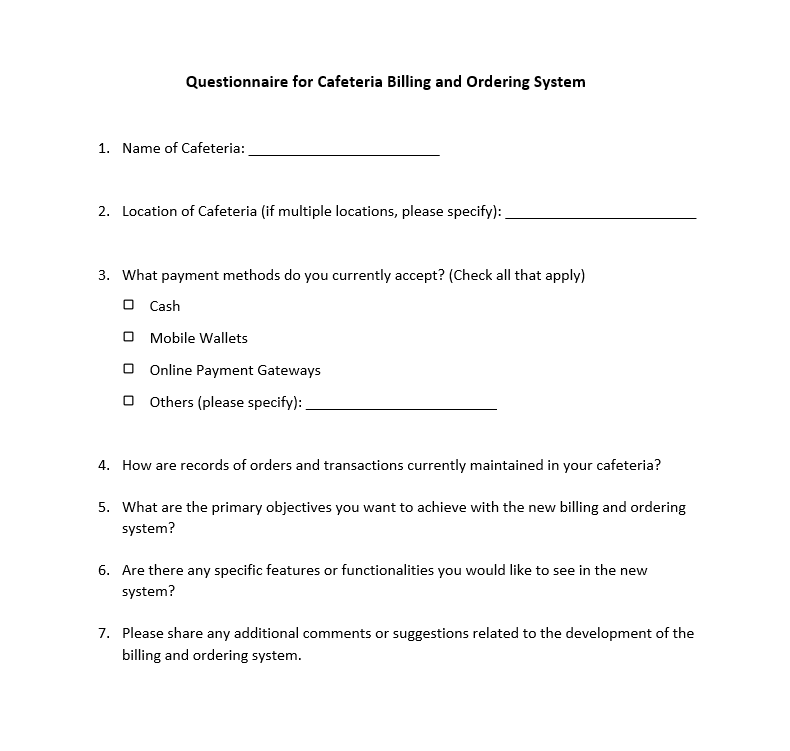 Questionnaire for Cafeteria Billing and Ordering System
1. Name of Cafeteria: ________________________
2. Location of Cafeteria (if multiple locations, please specify): ________________________
3. What payment methods do you currently accept? (Check all that apply)
☐ Cash
☐ Mobile Wallets
☐ Online Payment Gateways
☐ Others (please specify): ________________________
4. How are records of orders and transactions currently maintained in your cafeteria?
5. What are the primary objectives you want to achieve with the new billing and ordering
system?
6. Are there any specific features or functionalities you would like to see in the new
system?
7. Please share any additional comments or suggestions related to the development of the
billing and ordering system.